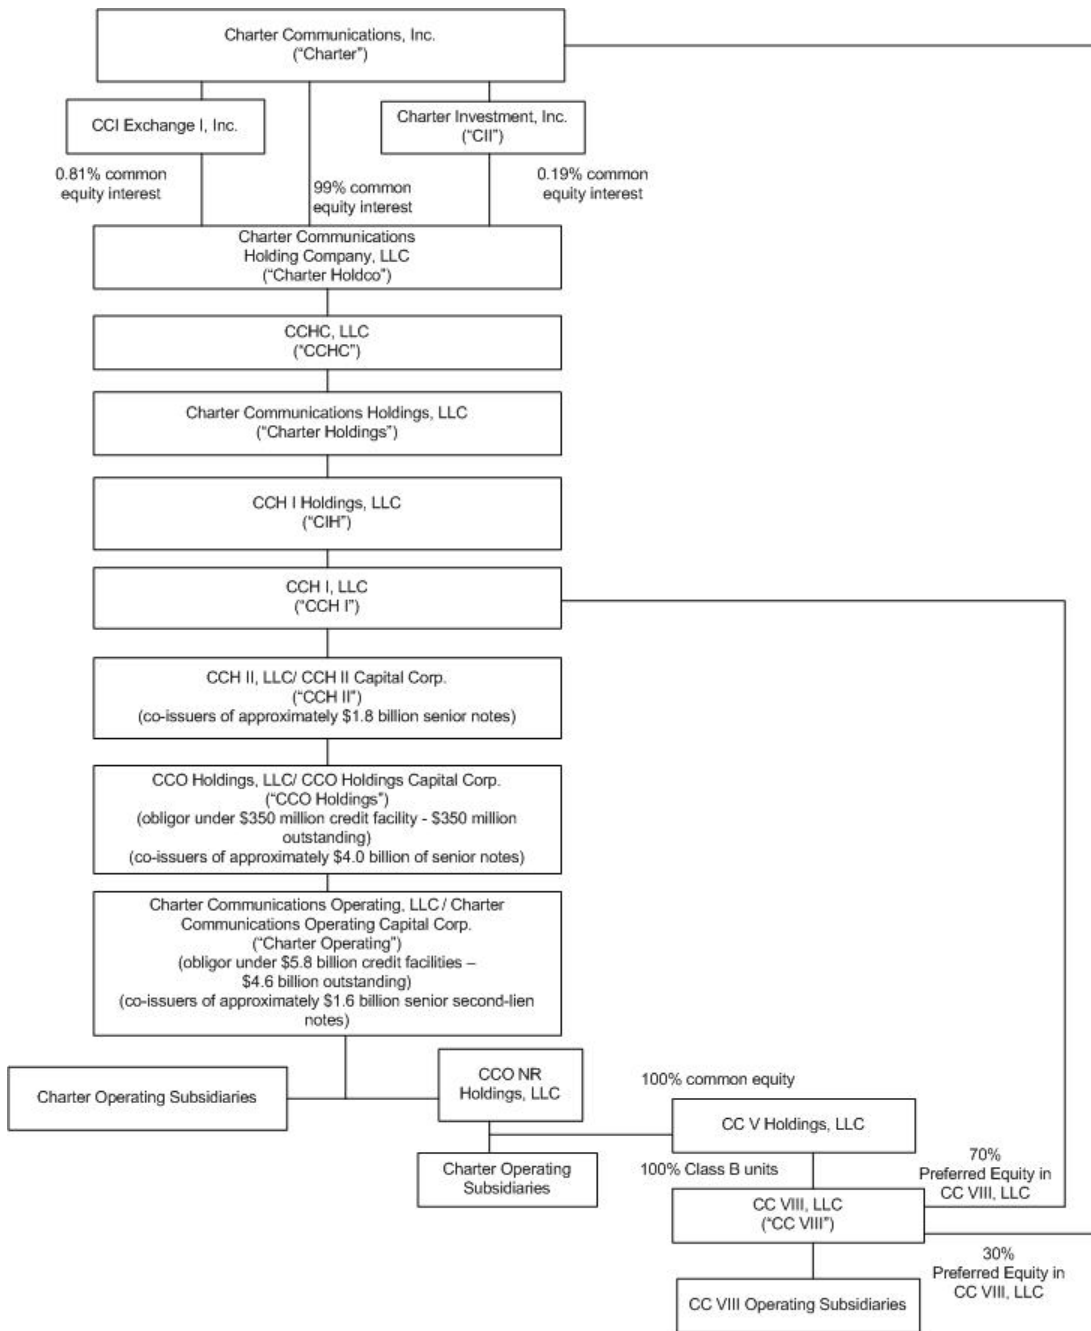 Charter Communications, Inc.
(“Charter”)
CCI Exchange I, Inc.
Charter Investment, Inc.
(“CII”)
0.81% common
equity interest
99% common
equity interest
0.19% common
equity interest
Charter Communications
Holding Company, LLC
(“Charter Holdco”)
CCHC, LLC
(“CCHC”)
Charter Communications Holdings, LLC
(“Charter Holdings”)
CCH I Holdings, LLC
(“CIH”)
CCH I, LLC
(“CCH I”)
CCH II, LLC/ CCH II Capital Corp.
(“CCH II”)
(co-issuers of approximately $1.8 billion senior notes)
CCO Holdings, LLC/ CCO Holdings Capital Corp.
(“CCO Holdings”)
(obligor under $350 million credit facility - $350 million
outstanding)
(co-issuers of approximately $4.0 billion of senior notes)
Charter Communications Operating, LLC / Charter
Communications Operating Capital Corp.
(“Charter Operating”)
(obligor under $5.8 billion credit facilities –
$4.6 billion outstanding)
(co-issuers of approximately $1.6 billion senior second-lien
notes)
Charter Operating Subsidiaries
CCO NR
Holdings, LLC
100% common equity
CC V Holdings, LLC
Charter Operating
Subsidiaries
100% Class B units
70%
Preferred Equity in
CC VIII, LLC
CC VIII, LLC
(“CC VIII”)
30%
Preferred Equity in
CC VIII, LLC
CC VIII Operating Subsidiaries